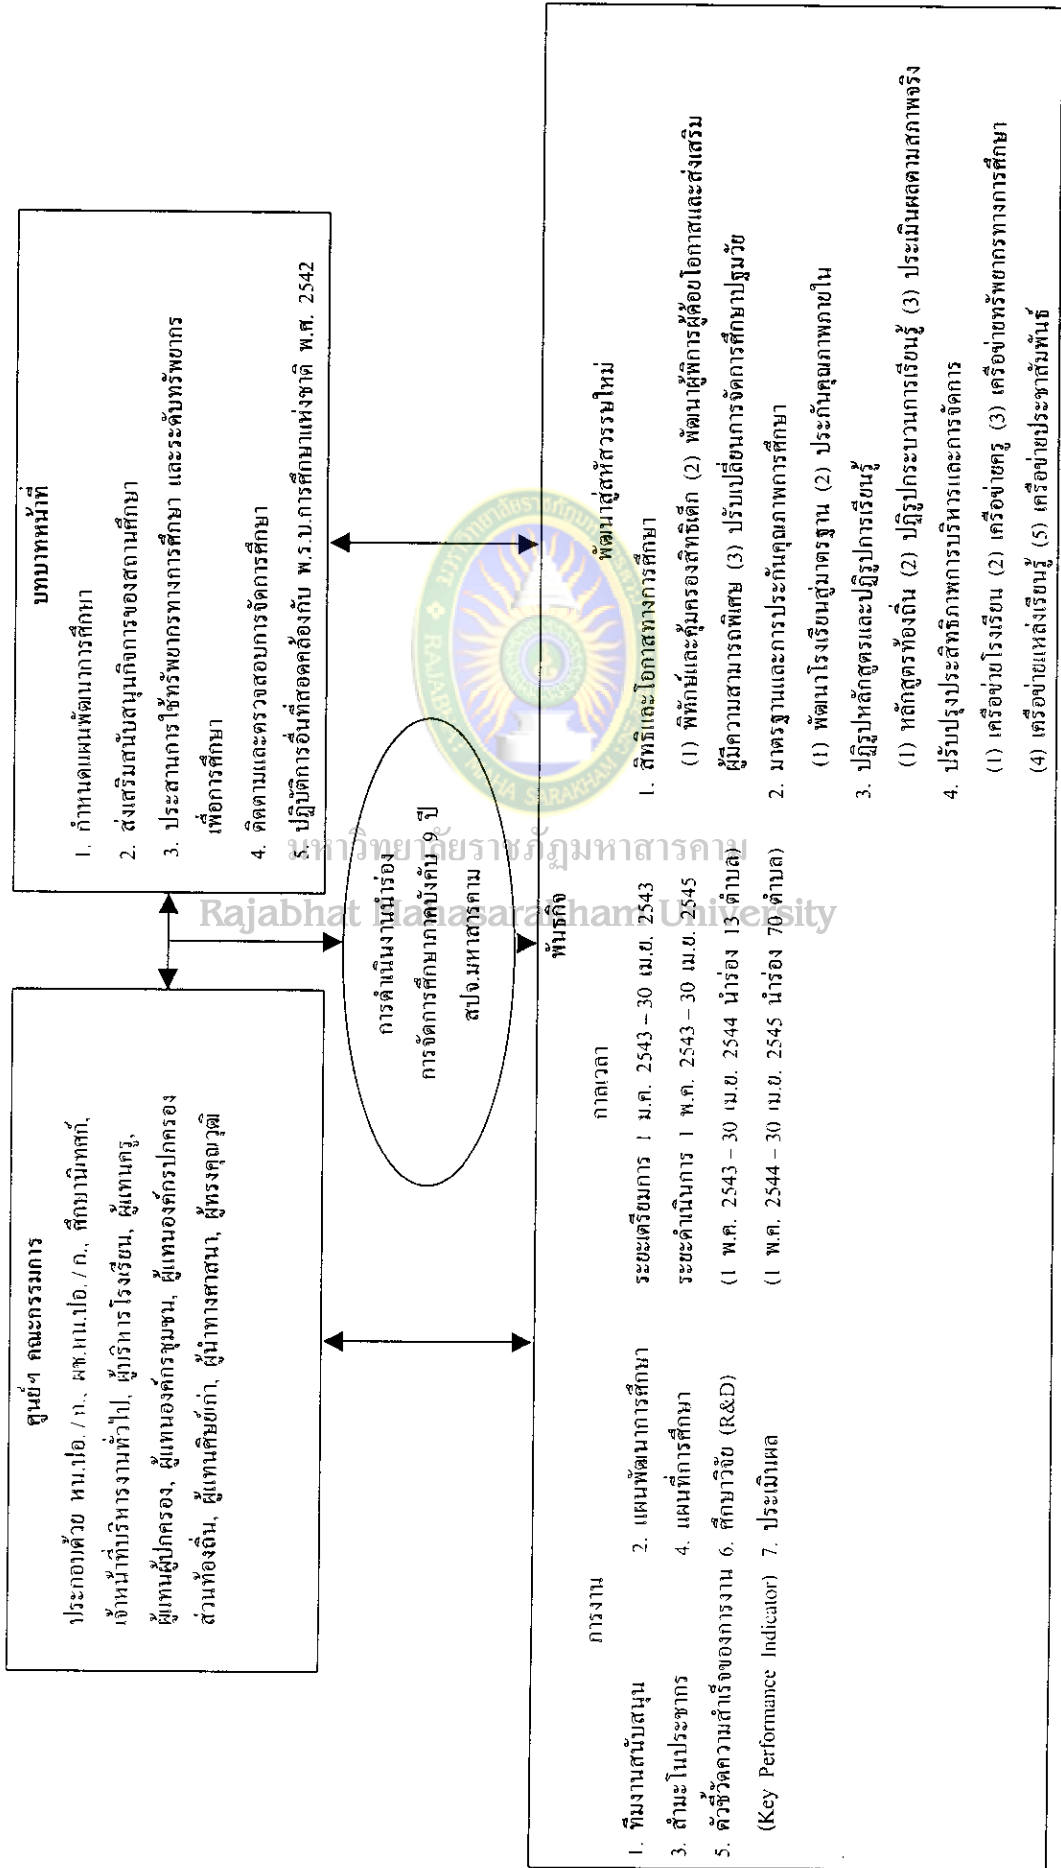 ศูนย์ฯ คณะกรรมการ
ประกอบด้วย หน.ปอ. / ก., ผช.หน.ปอ. / ก., ศึกษานิเทศก์,
เจ้าหน้าที่บริหารงานทั่วไป, ผู้บริหารโรงเรียน, ผู้แทนครู,
ผู้แทนผู้ปกครอง, ผู้แทนองค์กรชุมชน, ผู้แทนองค์กรปกครอง
ส่วนท้องถิ่น, ผู้แทนศิษย์เก่า, ผู้นำทางศาสนา, ผู้ทรงคุณวุฒิ
บทบาทหน้าที่
1. กำหนดแผนพัฒนาการศึกษา
2. ส่งเสริมสนับสนุนกิจการของสถานศึกษา
3. ประสานการใช้ทรัพยากรทางการศึกษา และระดับทรัพยากร
เพื่อการศึกษา
4. ติดตามและตรวจสอบการจัดการศึกษา
5. ปฏิบัติการอื่นที่สอดคล้องกับ พ.ร.บ.การศึกษาแห่งชาติ พ.ศ. 2542
การดำเนินงานนำร่อง
การจัดการศึกษาภาคบังคับ 9 ปี
สปจ.มหาสารคาม
พันธกิจ
การงาน
1. ทีมงานสนับสนุน 2. แผนพัฒนาการศึกษา
3. สำมะโนประชากร 4. แผนที่การศึกษา
5. ตัวชี้วัดความสำเร็จของการงาน 6. ศึกษาวิจัย (R&D)
(Key Performance Indicator) 7. ประเมินผล
กาลเวลา
ระยะเตรียมการ 1 ม.ค. 2543 – 30 เม.ย. 2543
ระยะดำเนินการ 1 พ.ค. 2543 – 30 เม.ย. 2545
(1 พ.ค. 2543 – 30 เม.ย. 2544 นำร่อง 13 ตำบล)
(1 พ.ค. 2544 – 30 เม.ย. 2545 นำร่อง 70 ตำบล)
พัฒนาสู่สหัสวรรษใหม่
1. สิทธิและโอกาสทางการศึกษา
(1) พิทักษ์และคุ้มครองสิทธิเด็ก (2) พัฒนาผู้พิการผู้ด้อยโอกาสและส่งเสริม
ผู้มีความสามารถพิเศษ (3) ปรับเปลี่ยนการจัดการศึกษาปฐมวัย
2. มาตรฐานและการประกันคุณภาพการศึกษา
(1) พัฒนาโรงเรียนสู่มาตรฐาน (2) ประกันคุณภาพภายใน
3. ปฏิรูปหลักสูตรและปฏิรูปการเรียนรู้
(1) หลักสูตรท้องถิ่น (2) ปฏิรูปกระบวนการเรียนรู้ (3) ประเมินผลตามสภาพจริง
4. ปรับปรุงประสิทธิภาพการบริหารและการจัดการ
(1) เครือข่ายโรงเรียน (2) เครือข่ายครู (3) เครือข่ายทรัพยากรทางการศึกษา
(4) เครือข่ายแหล่งเรียนรู้ (5) เครือข่ายประชาสัมพันธ์
มหาวิทยาลัยราชภัฏมหาสารคาม
Rajabhat Mahasarakham University